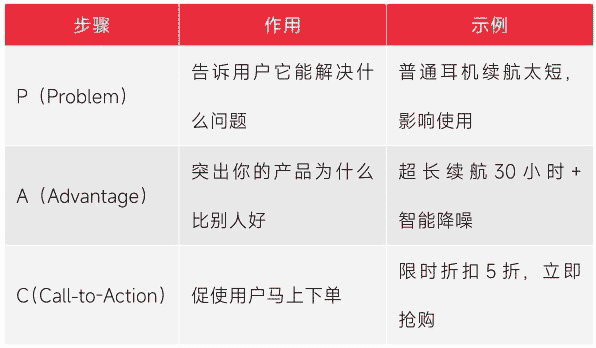 步骤 作用 示例
P（Problem） 告诉用户它能解决什么问题 普通耳机续航太短，影响使用
A（Advantage） 突出你的产品为什么比别人好 超长续航30小时+智能降噪
C(Call-to-Action) 促使用户马上下单 限时折扣5折，立即抢购